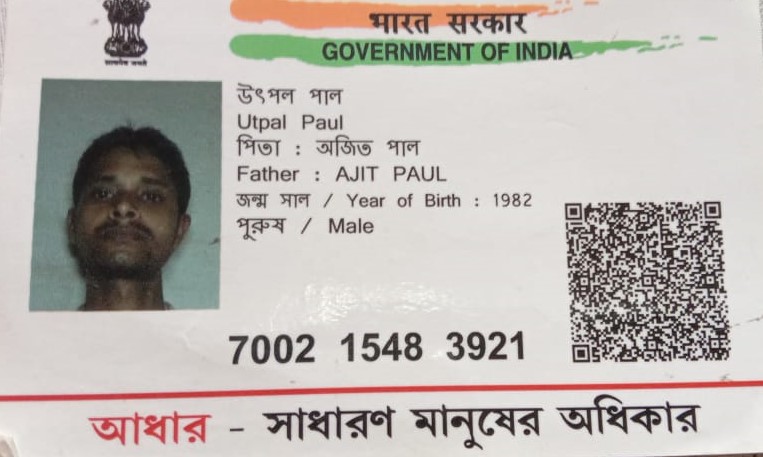 भारत सरकार
GOVERNMENT OF INDIA
উৎপল পাল
Utpal Paul
পিতা : অজিত পাল
Father : AJIT PAUL
জন্ম সাল / Year of Birth : 1982
পুরুষ / Male
7002 1548 3921
আধার - সাধারণ মানুষের অধিকার